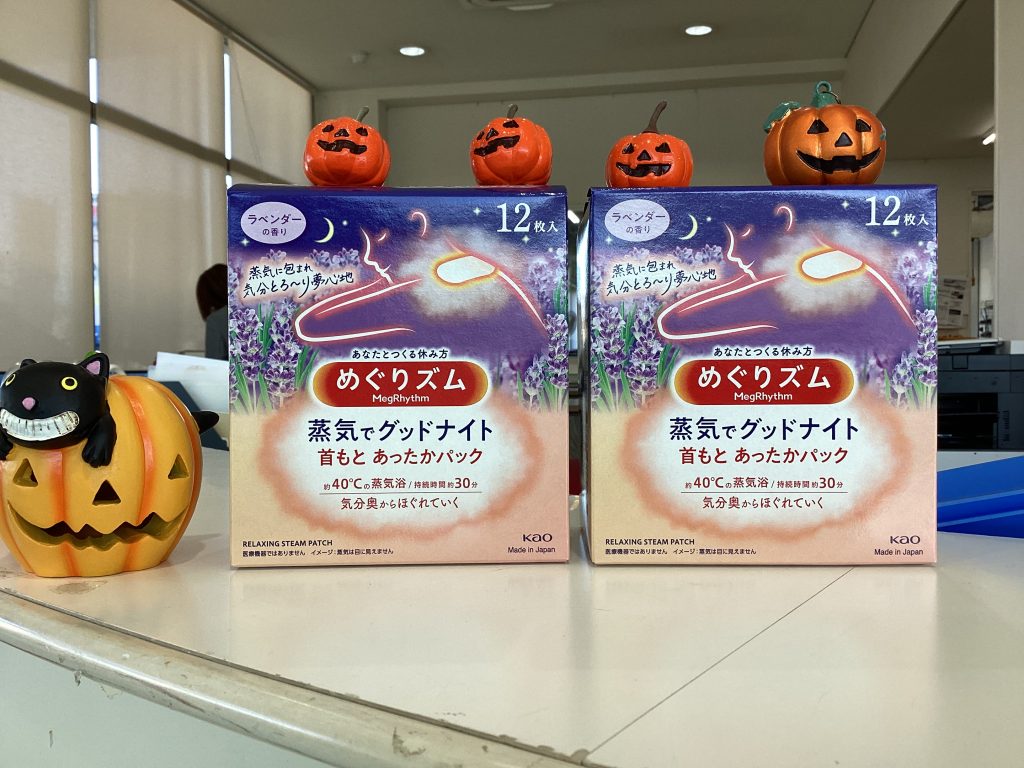 ラベンダー
の香り
12枚入
蒸気に包まれ
気分とろ〜り夢心地
あなたとつくる休み方
めぐりズム
MegRhythm
蒸気でグッドナイト
首もと あったかパック
約40℃の蒸気浴/持続時間 約30分
気分奥からほぐれていく
RELAXING STEAM PATCH
医療機器ではありません イメージ:蒸気は目に見えません
Kao
Made in Japan
ラベンダー
の香り
12枚入
蒸気に包まれ
気分とろ〜り夢心地
あなたとつくる休み方
めぐりズム
MegRhythm
蒸気でグッドナイト
首もと あったかパック
約40℃の蒸気浴/持続時間 約30分
気分奥からほぐれていく
RELAXING STEAM PATCH
医療機器ではありません イメージ:蒸気は目に見えません
Kao
Made in Japan